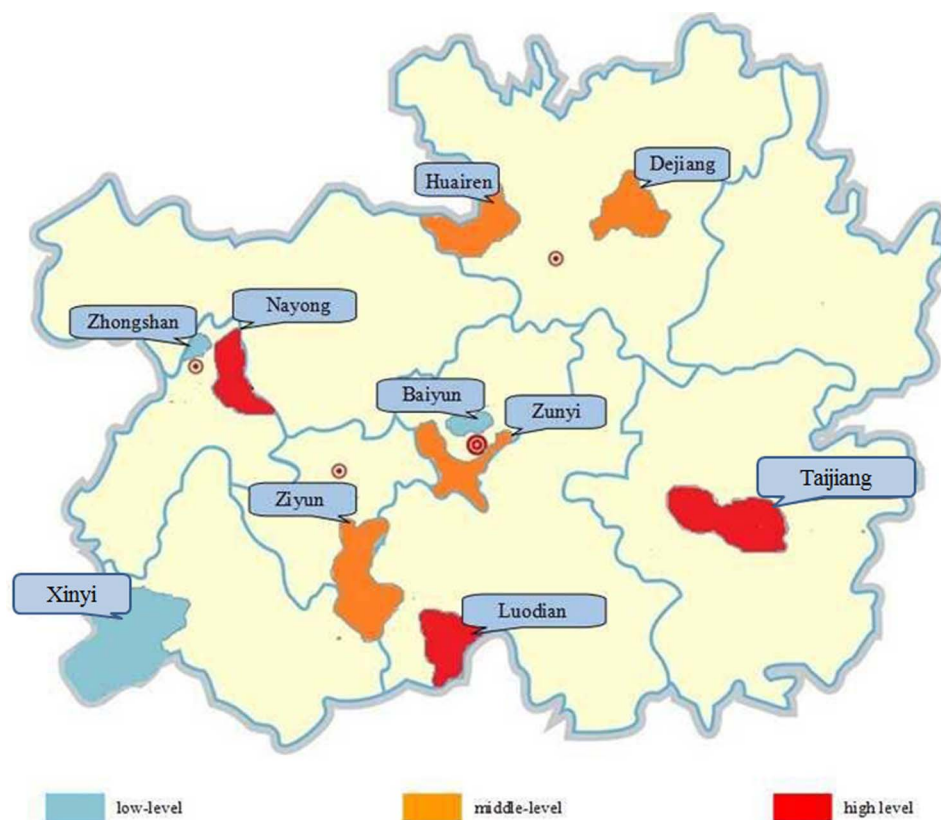 Dejiang
Huairen
Nayong
Zhongshan
Baiyun
Zunyi
Taijiang
Ziyun
Xinyi
Luodian
low-level
middle-level
high level